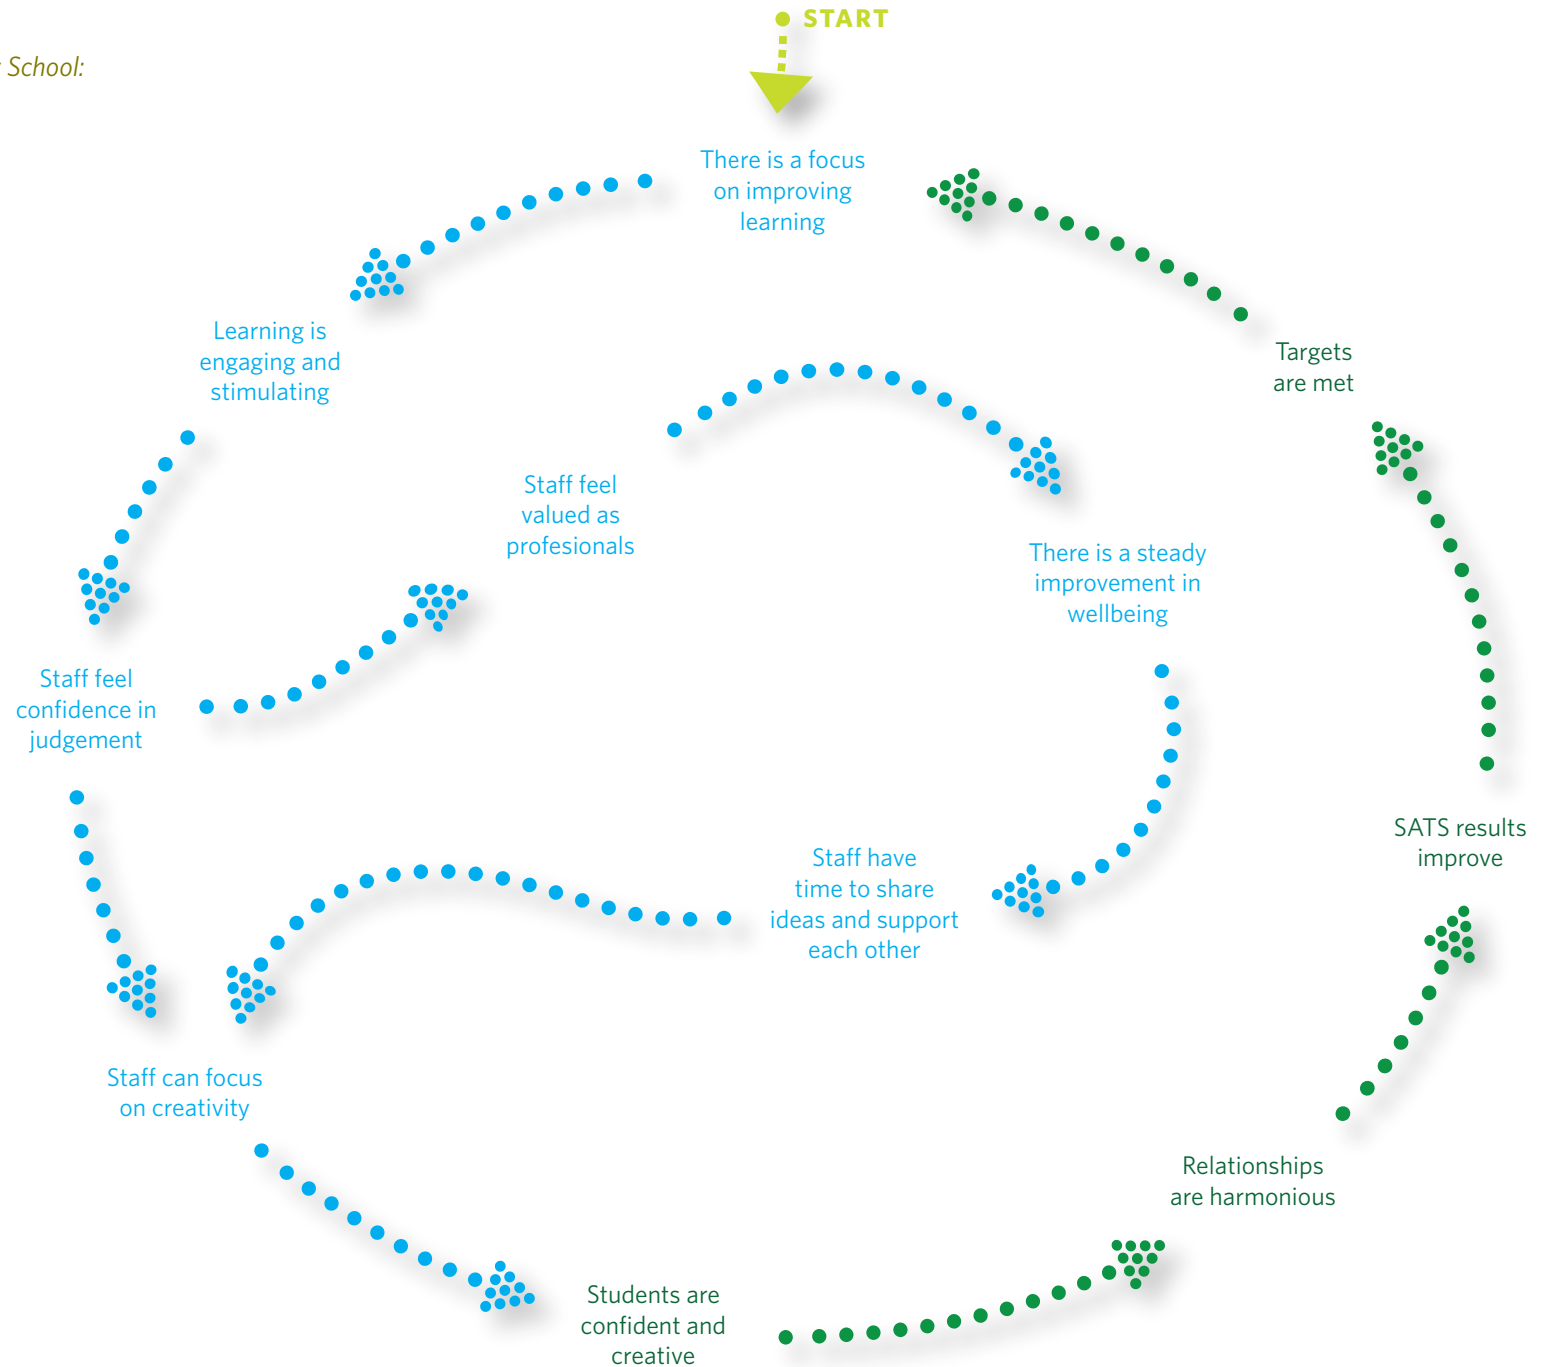 START
School:
There is a focus
on improving
learning
Learning is
engaging and
stimulating
Targets
are met
Staff feel
valued as
profesionals
There is a steady
improvement in
wellbeing
Staff feel
confidence in
judgement
SATS results
improve
Staff have
time to share
ideas and support
each other
Staff can focus
on creativity
Relationships
are harmonious
Students are
confident and
creative